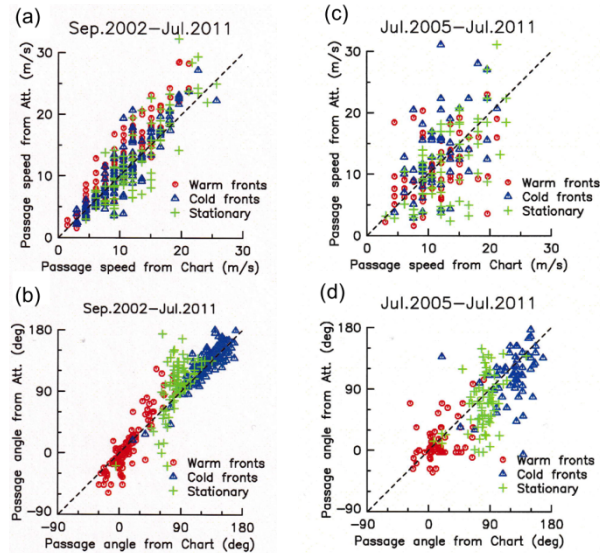 (a) Sep.2002−Jul.2011
Passage speed from Att. (m/s)
30
20
10
0
0 10 20 30
Warm fronts
Cold fronts
Stationary
Passage speed from Chart (m/s)
(c) Jul.2005−Jul.2011
Passage speed from Att. (m/s)
30
20
10
0
0 10 20 30
Warm fronts
Cold fronts
Stationary
Passage speed from Chart (m/s)
(b) Sep.2002−Jul.2011
Passage angle from Att. (deg)
180
90
0
−90
−90 0 90 180
Warm fronts
Cold fronts
Stationary
Passage angle from Chart (deg)
(d) Jul.2005−Jul.2011
Passage angle from Att. (deg)
180
90
0
−90
−90 0 90 180
Warm fronts
Cold fronts
Stationary
Passage angle from Chart (deg)